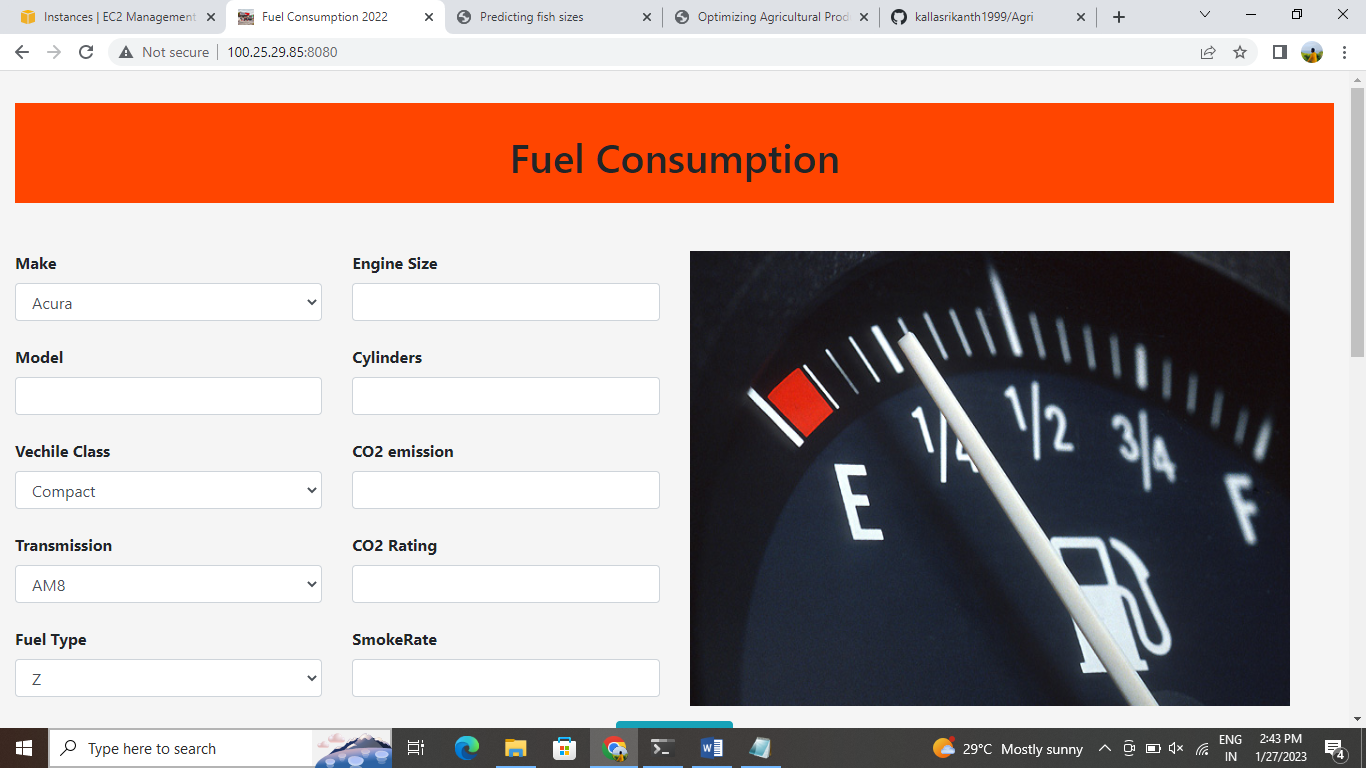 Instances | EC2 Management
Fuel Consumption 2022
Predicting fish sizes
Optimizing Agricultural Prod
kallasrikanth1999/Agri
Not secure
100.25.29.85:8080
Fuel Consumption
Make
Acura
Model
Vechile Class
Compact
Transmission
AM8
Fuel Type
Z
Engine Size
Cylinders
CO2 emission
CO2 Rating
SmokeRate
E
1/4
1/2
3/4
F
Type here to search
29°C Mostly sunny
ENG
IN
2:43 PM
1/27/2023
4